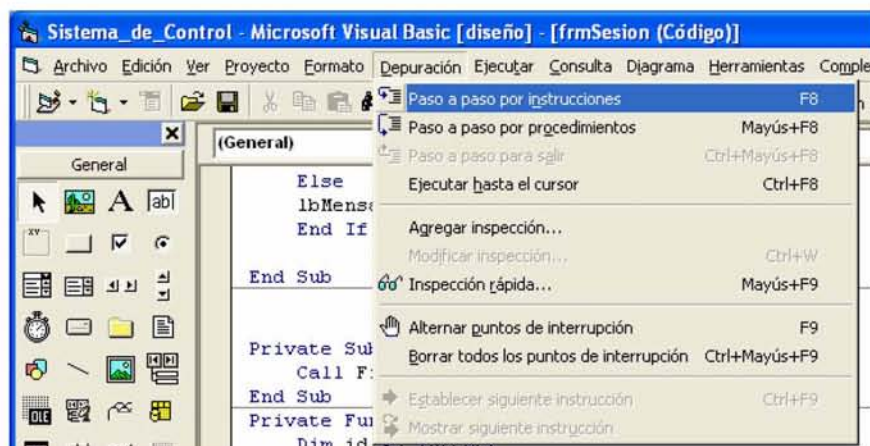 Sistema_de_Control - Microsoft Visual Basic [diseño] - [frmSesion (Código)]
Archivo Edición Ver Proyecto Formato Depuración Ejecutar Consulta Diagrama Herramientas Comple
General
(General)
Paso a paso por instrucciones F8
Paso a paso por procedimientos Mayús+F8
Paso a paso para salir Ctrl+Mayús+F8
Ejecutar hasta el cursor Ctrl+F8
Agregar inspección...
Modificar inspección... Ctrl+W
Inspección rápida... Mayús+F9
Alternar puntos de interrupción F9
Borrar todos los puntos de interrupción Ctrl+Mayús+F9
Establecer siguiente instrucción Ctrl+F9
Mostrar siguiente instrucción
Else
lbMensa
End If
End Sub
Private Sub
Call F
End Sub
Private Fun
Dim id
A
ab
XY
OLE